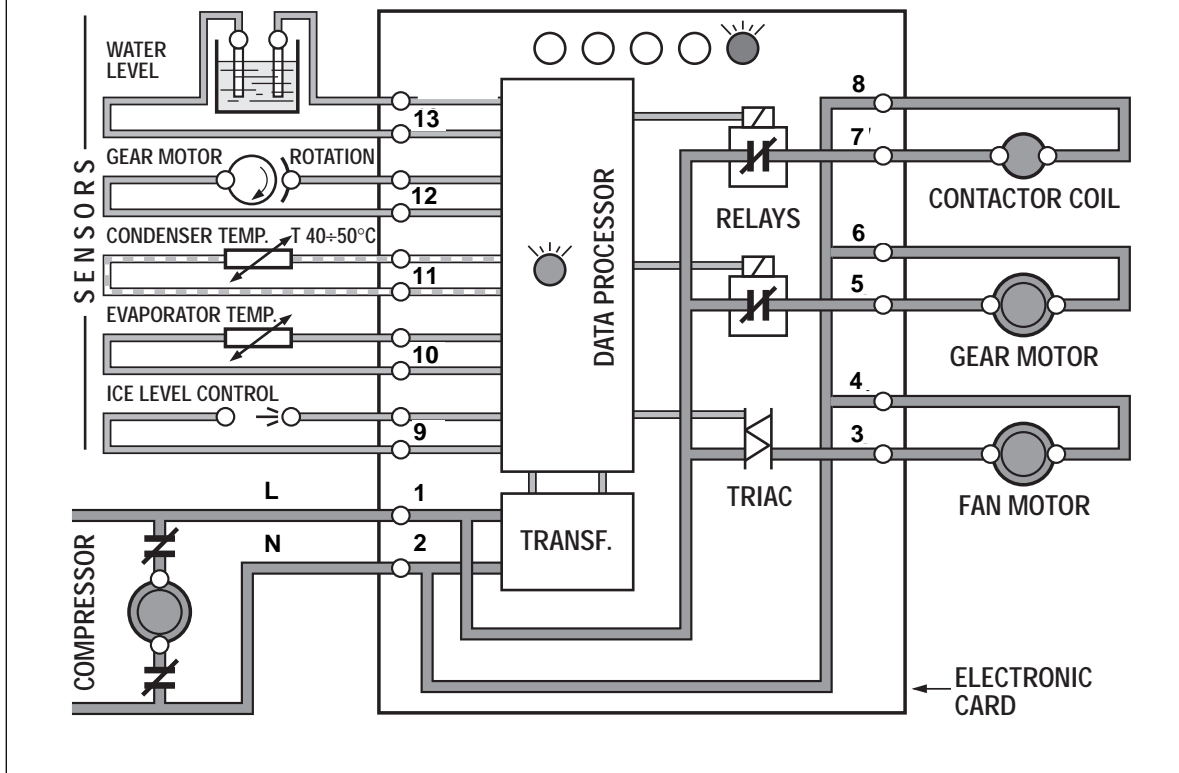 WATER
LEVEL
13
GEAR MOTOR
ROTATION
12
CONDENSER TEMP.
T 40÷50°C
11
EVAPORATOR TEMP.
10
ICE LEVEL CONTROL
9
SENSORS
L
1
N
2
COMPRESSOR
DATA PROCESSOR
TRANSF.
RELAYS
TRIAC
8
7
CONTACTOR COIL
6
5
GEAR MOTOR
4
3
FAN MOTOR
ELECTRONIC
CARD